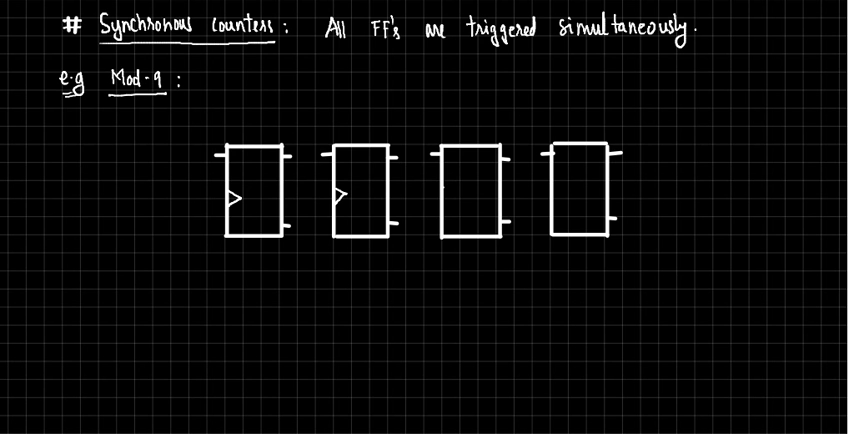 # Synchronous counters : All FF's are triggered simultaneously.
e.g Mod-9 :